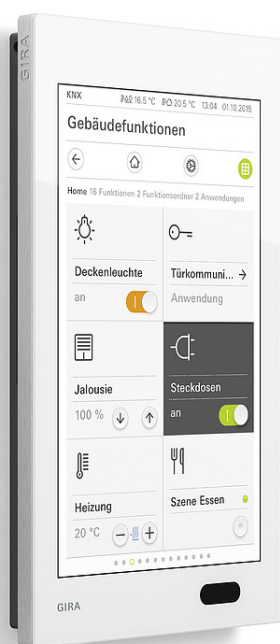 GIRA
KNX 16.5 °C 20.5 °C 13:04 01.10.2015
Gebäudefunktionen
Home 16 Funktionen 2 Funktionsordner 2 Anwendungen
Deckenleuchte
an
Türkommuni...
Anwendung
Jalousie
100 %
Steckdosen
an
Heizung
20 °C
Szene Essen
GIRA